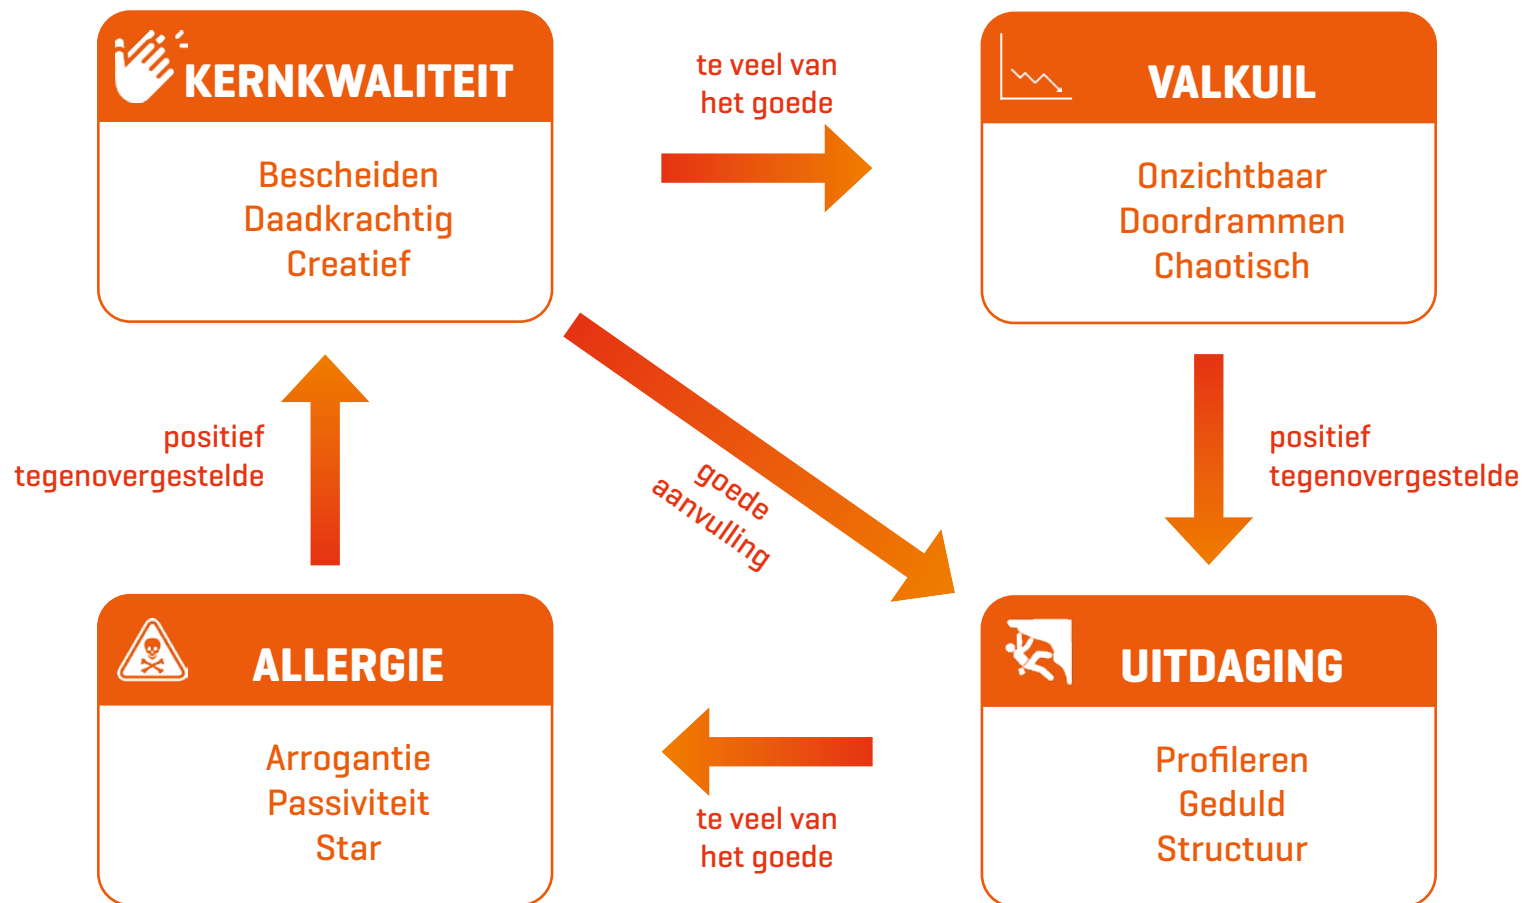 KERNKWALITEIT
Bescheiden
Daadkrachtig
Creatief
te veel van
het goede
VALKUIL
Onzichtbaar
Doordrammen
Chaotisch
positief
tegenovergestelde
goede
aanvulling
positief
tegenovergestelde
ALLERGIE
Arrogantie
Passiviteit
Star
te veel van
het goede
UITDAGING
Profileren
Geduld
Structuur